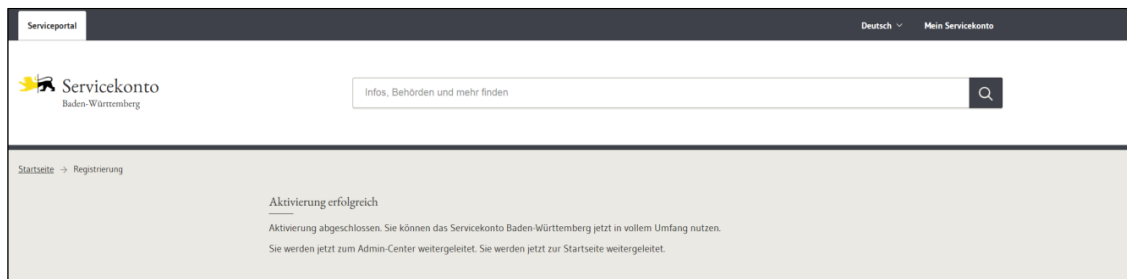 Serviceportal
Deutsch
Mein Servicekonto
Servicekonto
Baden-Württemberg
Infos, Behörden und mehr finden
Startseite → Registrierung
Aktivierung erfolgreich
Aktivierung abgeschlossen. Sie können das Servicekonto Baden-Württemberg jetzt in vollem Umfang nutzen.
Sie werden jetzt zum Admin-Center weitergeleitet. Sie werden jetzt zur Startseite weitergeleitet.